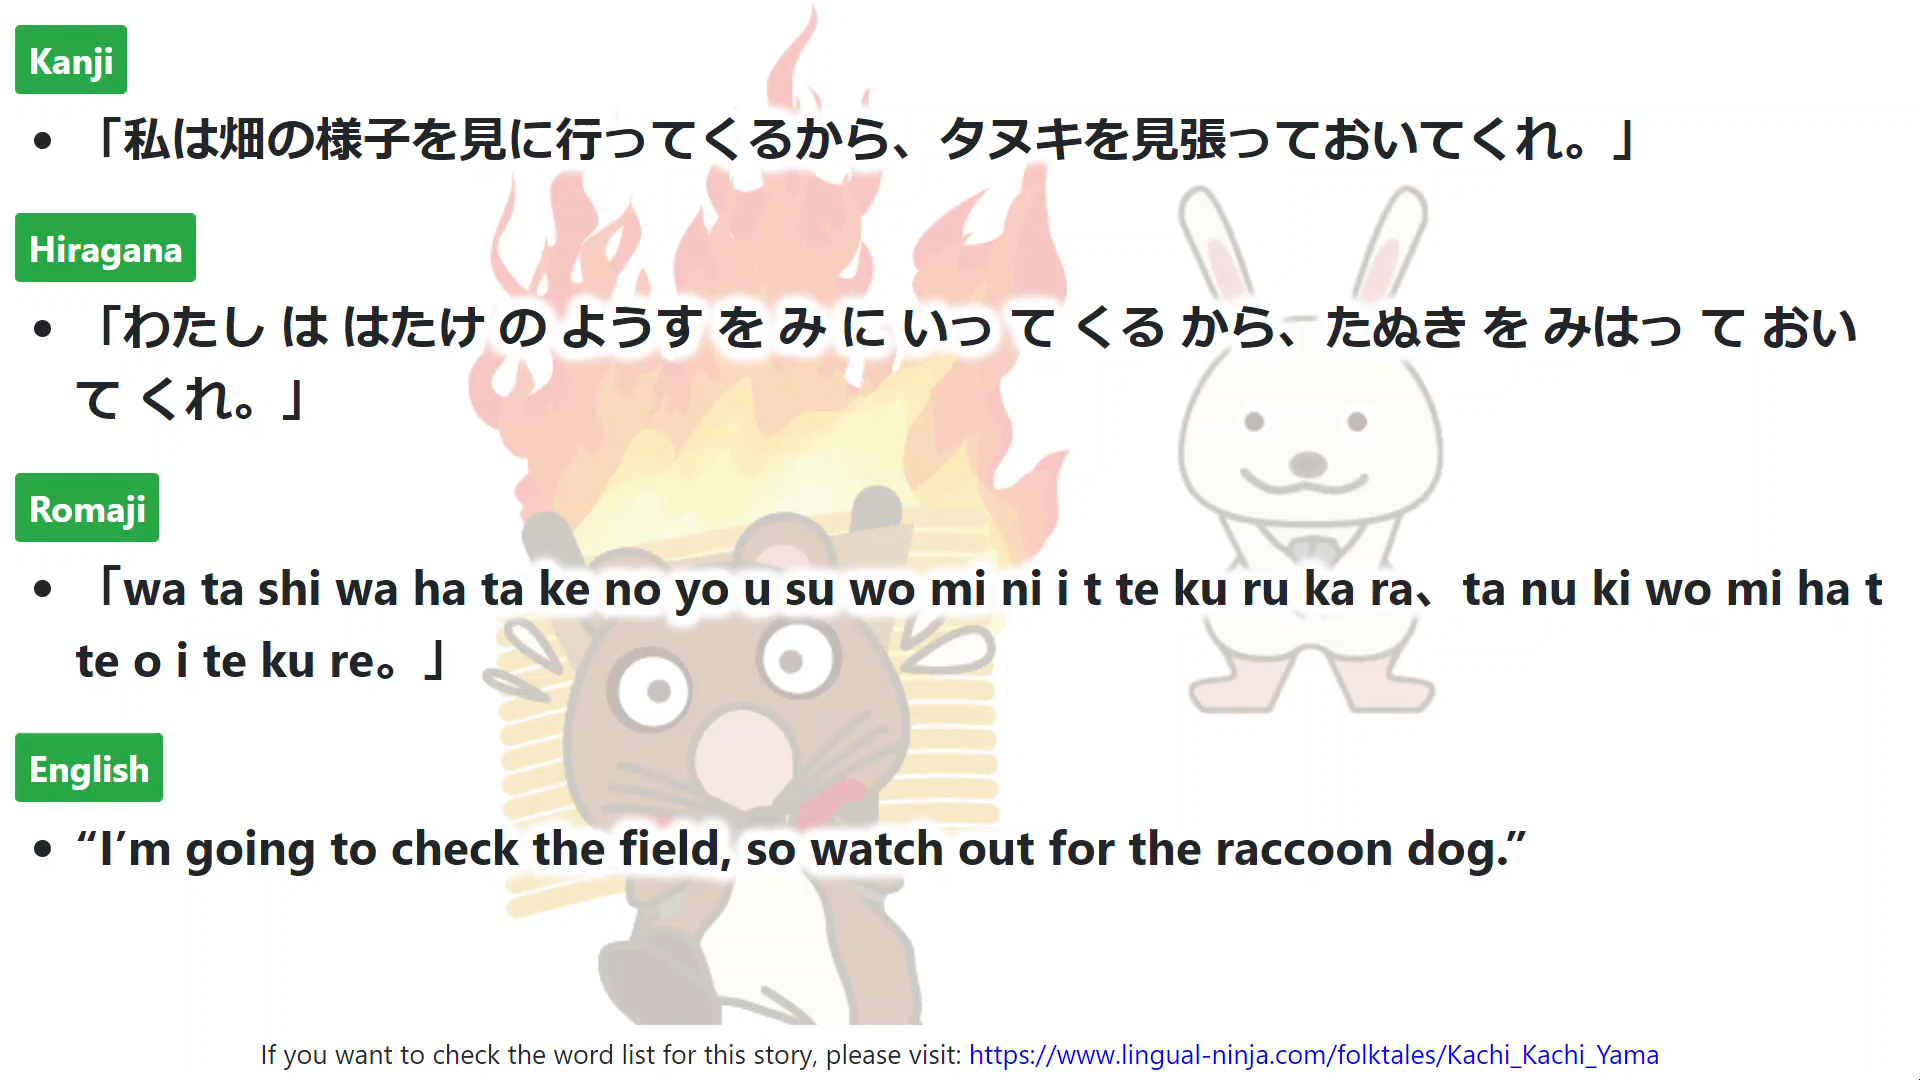 Kanji
• 「私は畑の様子を見に行ってくるから、タヌキを見張っておいてくれ。」
Hiragana
• 「わたし は はたけ の ようす を み に いっ て くる から、たぬき を みはっ て おい
て くれ。」
Romaji
• 「wa ta shi wa ha ta ke no yo u su wo mi ni i t te ku ru ka ra、ta nu ki wo mi ha t
te o i te ku re。」
English
• “I’m going to check the field, so watch out for the raccoon dog.”
If you want to check the word list for this story, please visit: https://www.lingual-ninja.com/folktales/Kachi_Kachi_Yama